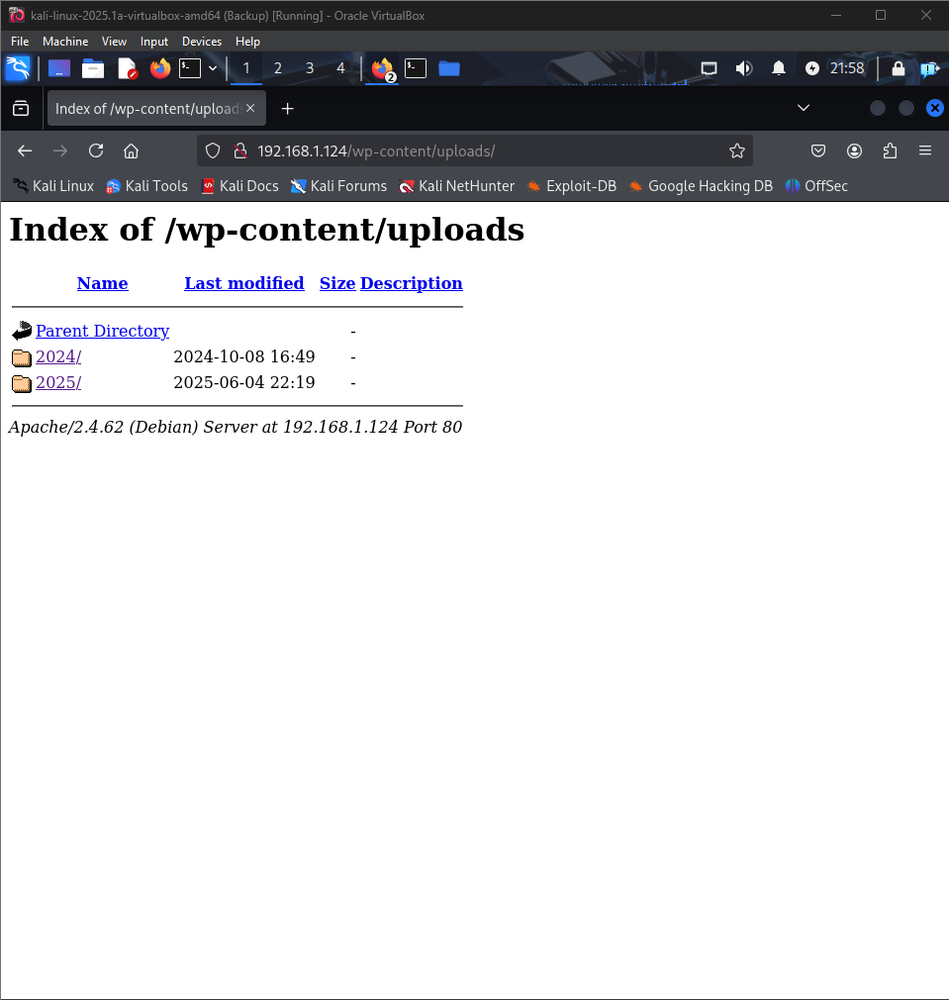 kali-linux-2025.1a-virtualbox-amd64 (Backup) [Running] - Oracle VirtualBox
File Machine View Input Devices Help
1 2 3 4 2 21:58
Index of /wp-content/upload
192.168.1.124/wp-content/uploads/
Kali Linux Kali Tools Kali Docs Kali Forums Kali NetHunter Exploit-DB Google Hacking DB OffSec
Index of /wp-content/uploads
Name Last modified Size Description
Parent Directory -
2024/ 2024-10-08 16:49 -
2025/ 2025-06-04 22:19 -
Apache/2.4.62 (Debian) Server at 192.168.1.124 Port 80